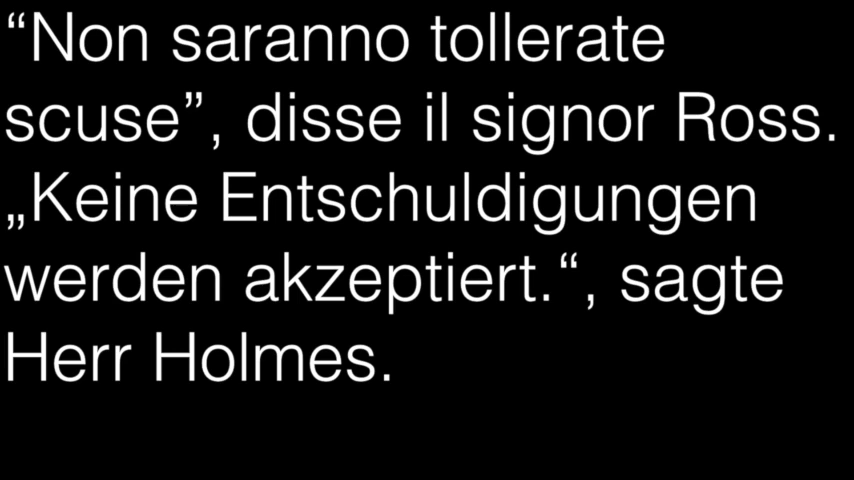 “Non saranno tollerate
scuse”, disse il signor Ross.
„Keine Entschuldigungen
werden akzeptiert.“, sagte
Herr Holmes.